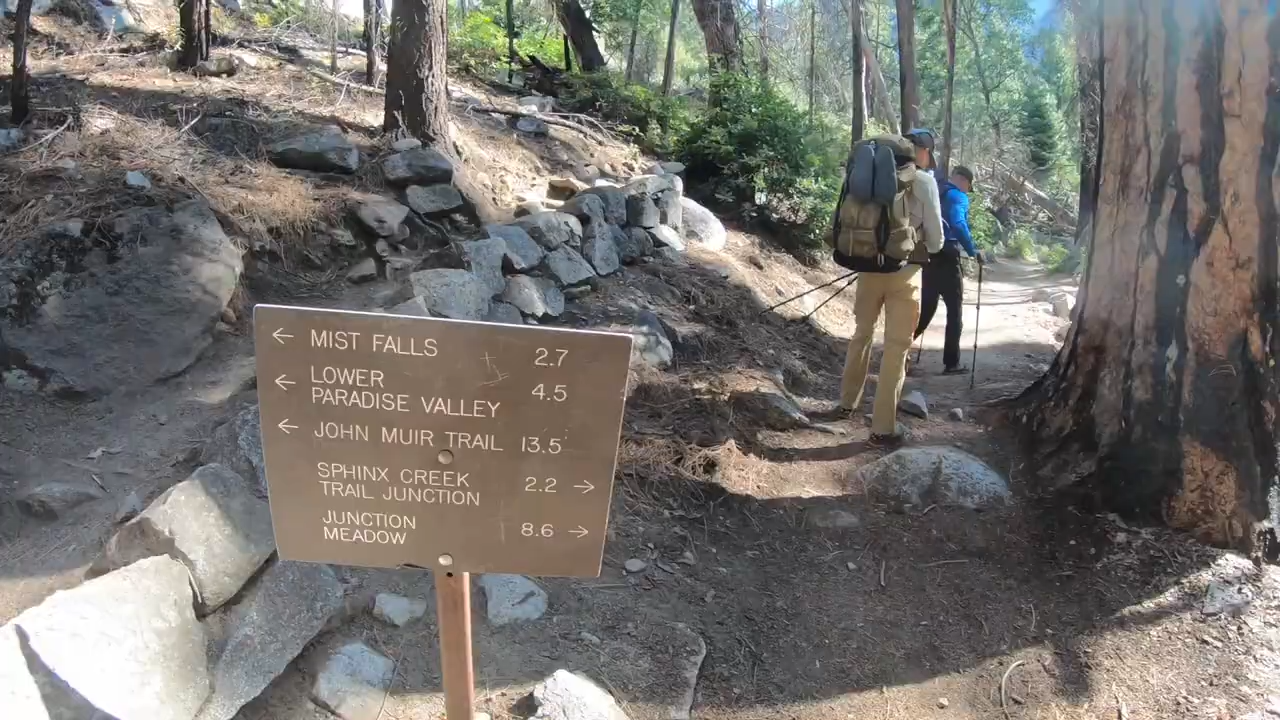 ← MIST FALLS 2.7
← LOWER
PARADISE VALLEY 4.5
← JOHN MUIR TRAIL 13.5
SPHINX CREEK
TRAIL JUNCTION 2.2 →
JUNCTION
MEADOW 8.6 →